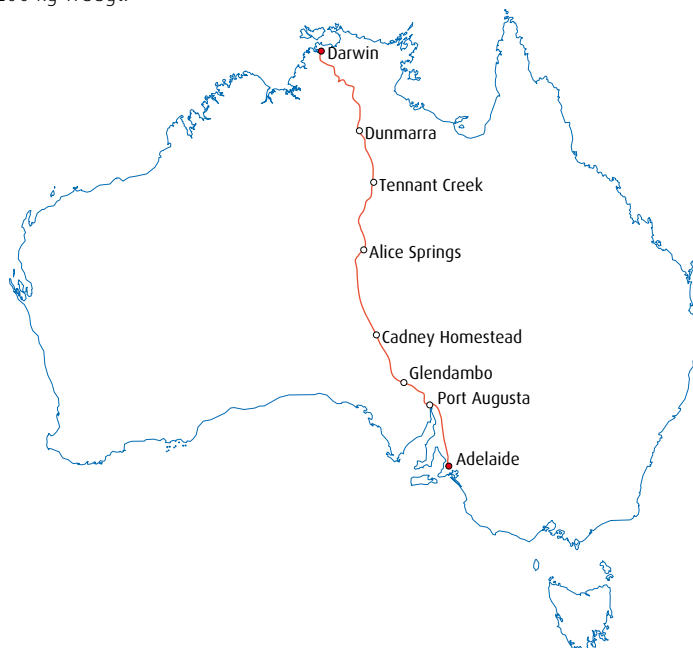 Darwin
Dunmarra
Tennant Creek
Alice Springs
Cadney Homestead
Glendambo
Port Augusta
Adelaide